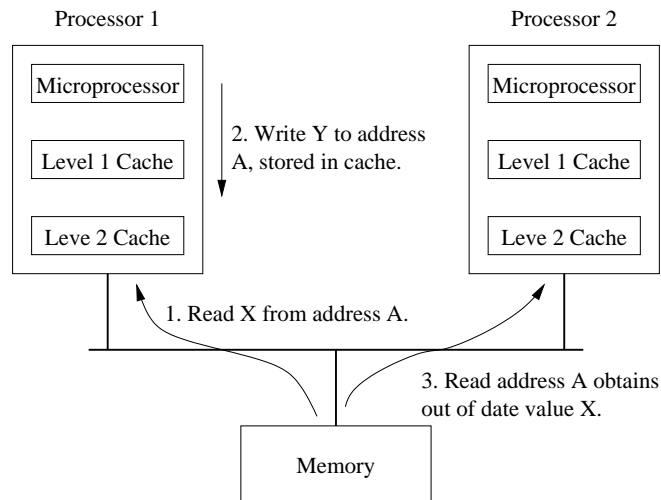 Processor 1
Processor 2
Microprocessor
Microprocessor
2. Write Y to address
A, stored in cache.
Level 1 Cache
Level 1 Cache
Leve 2 Cache
Leve 2 Cache
1. Read X from address A.
3. Read address A obtains
out of date value X.
Memory